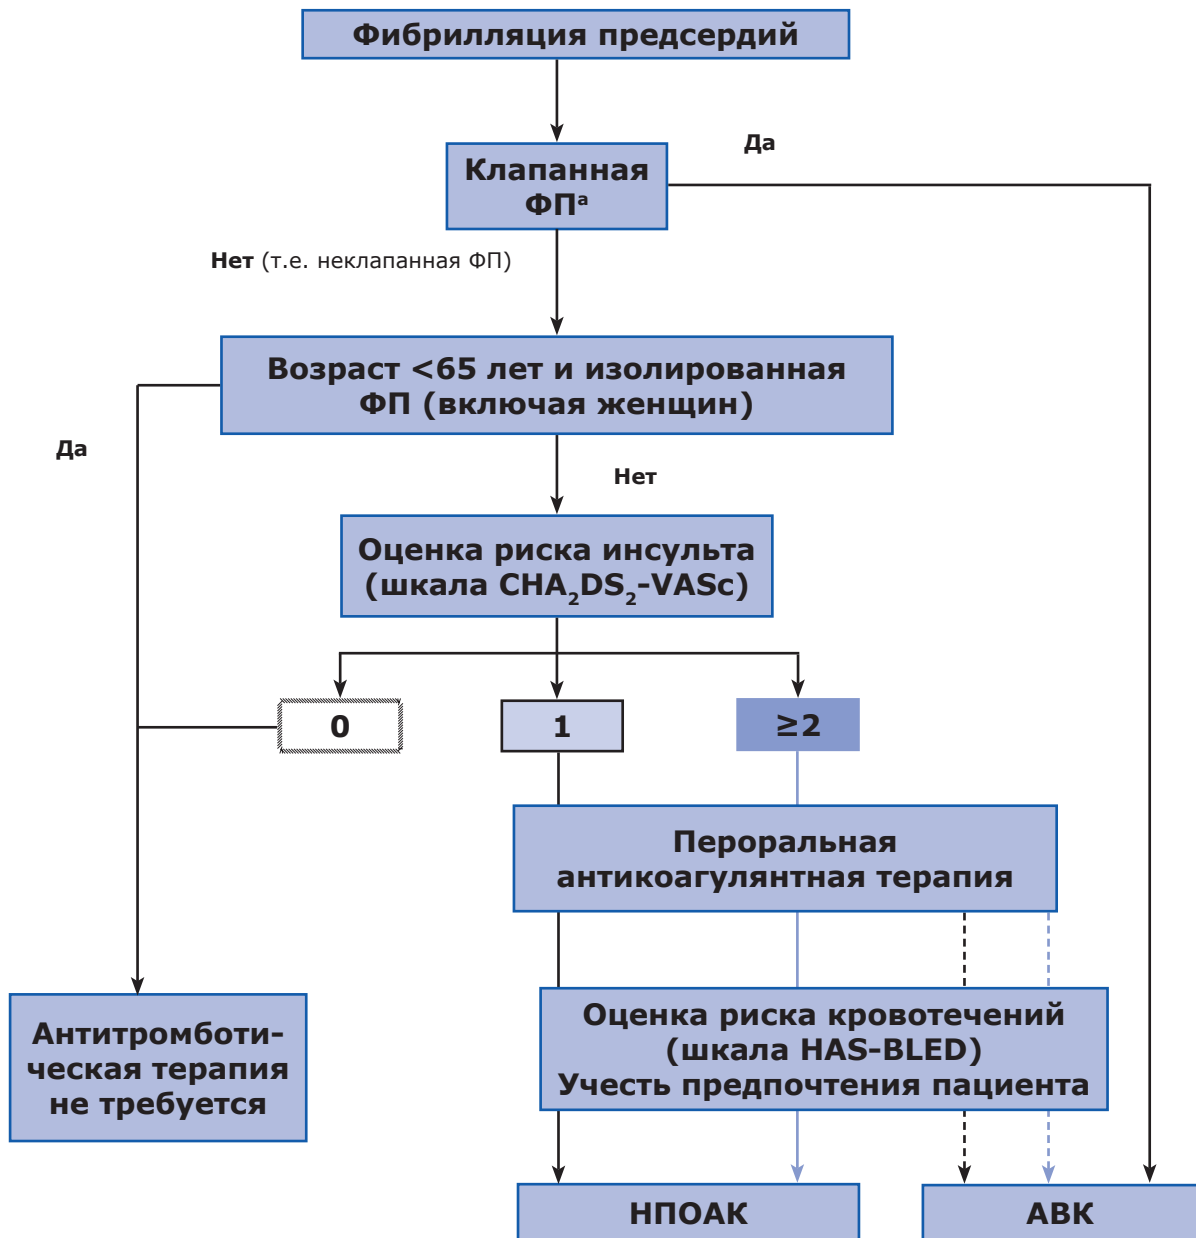 Фибрилляция предсердий
Да
Клапанная
ФПᵃ
Нет (т.е. неклапанная ФП)
Возраст <65 лет и изолированная
ФП (включая женщин)
Да
Нет
Оценка риска инсульта
(шкала CHA₂DS₂-VASc)
0
1
≥2
Пероральная
антикоагулянтная терапия
Антитромботи-
ческая терапия
не требуется
Оценка риска кровотечений
(шкала HAS-BLED)
Учесть предпочтения пациента
НПОАК
АВК